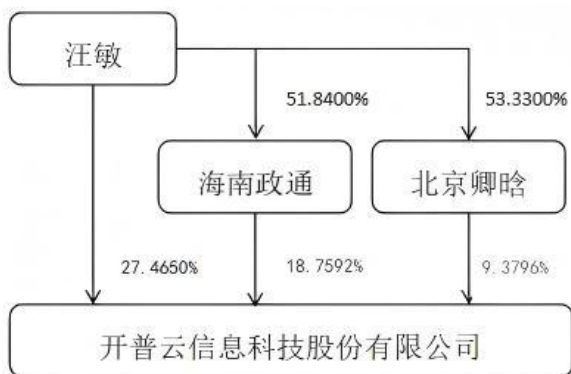 汪敏
51.8400%
53.3300%
海南政通
北京卿晗
27.4650%
18.7592%
9.3796%
开普云信息科技股份有限公司